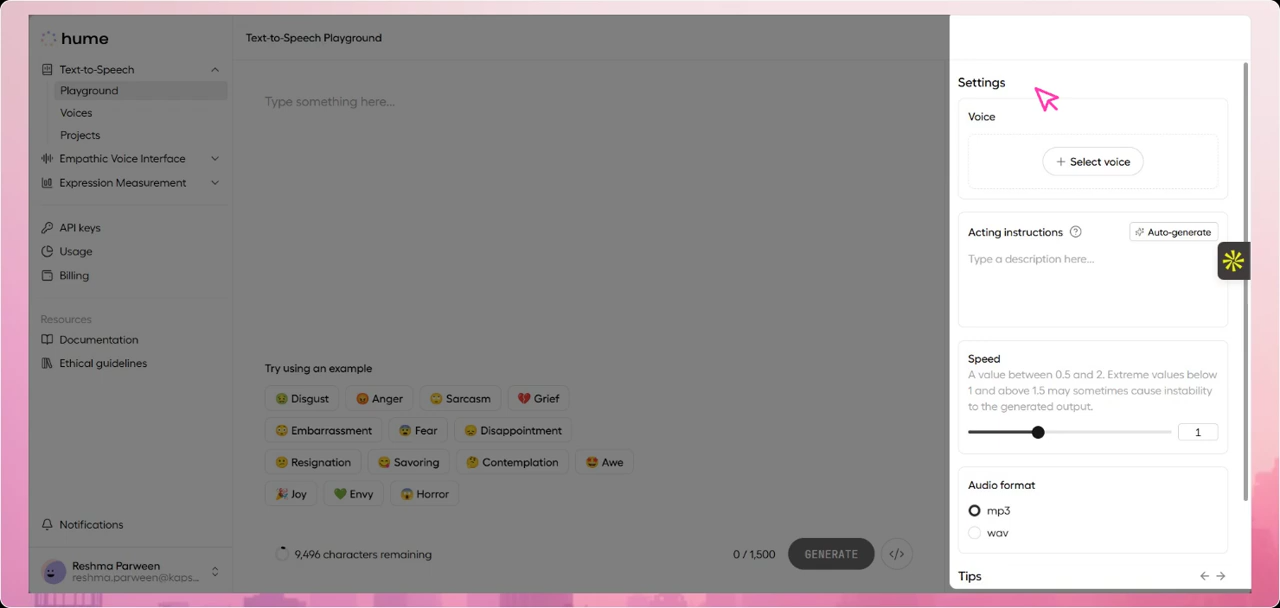 hume
Text-to-Speech
Playground
Voices
Projects
Empathic Voice Interface
Expression Measurement
API keys
Usage
Billing
Resources
Documentation
Ethical guidelines
Notifications
Reshma Parween
reshma.parween@kaps...
Text-to-Speech Playground
Type something here...
Try using an example
Disgust Anger Sarcasm Grief
Embarrassment Fear Disappointment
Resignation Savoring Contemplation Awe
Joy Envy Horror
9,496 characters remaining
0 / 1,500 GENERATE </>
Settings
Voice
+ Select voice
Acting instructions ? Auto-generate
Type a description here...
Speed
A value between 0.5 and 2. Extreme values below
1 and above 1.5 may sometimes cause instability
to the generated output.
1
Audio format
mp3
wav
Tips